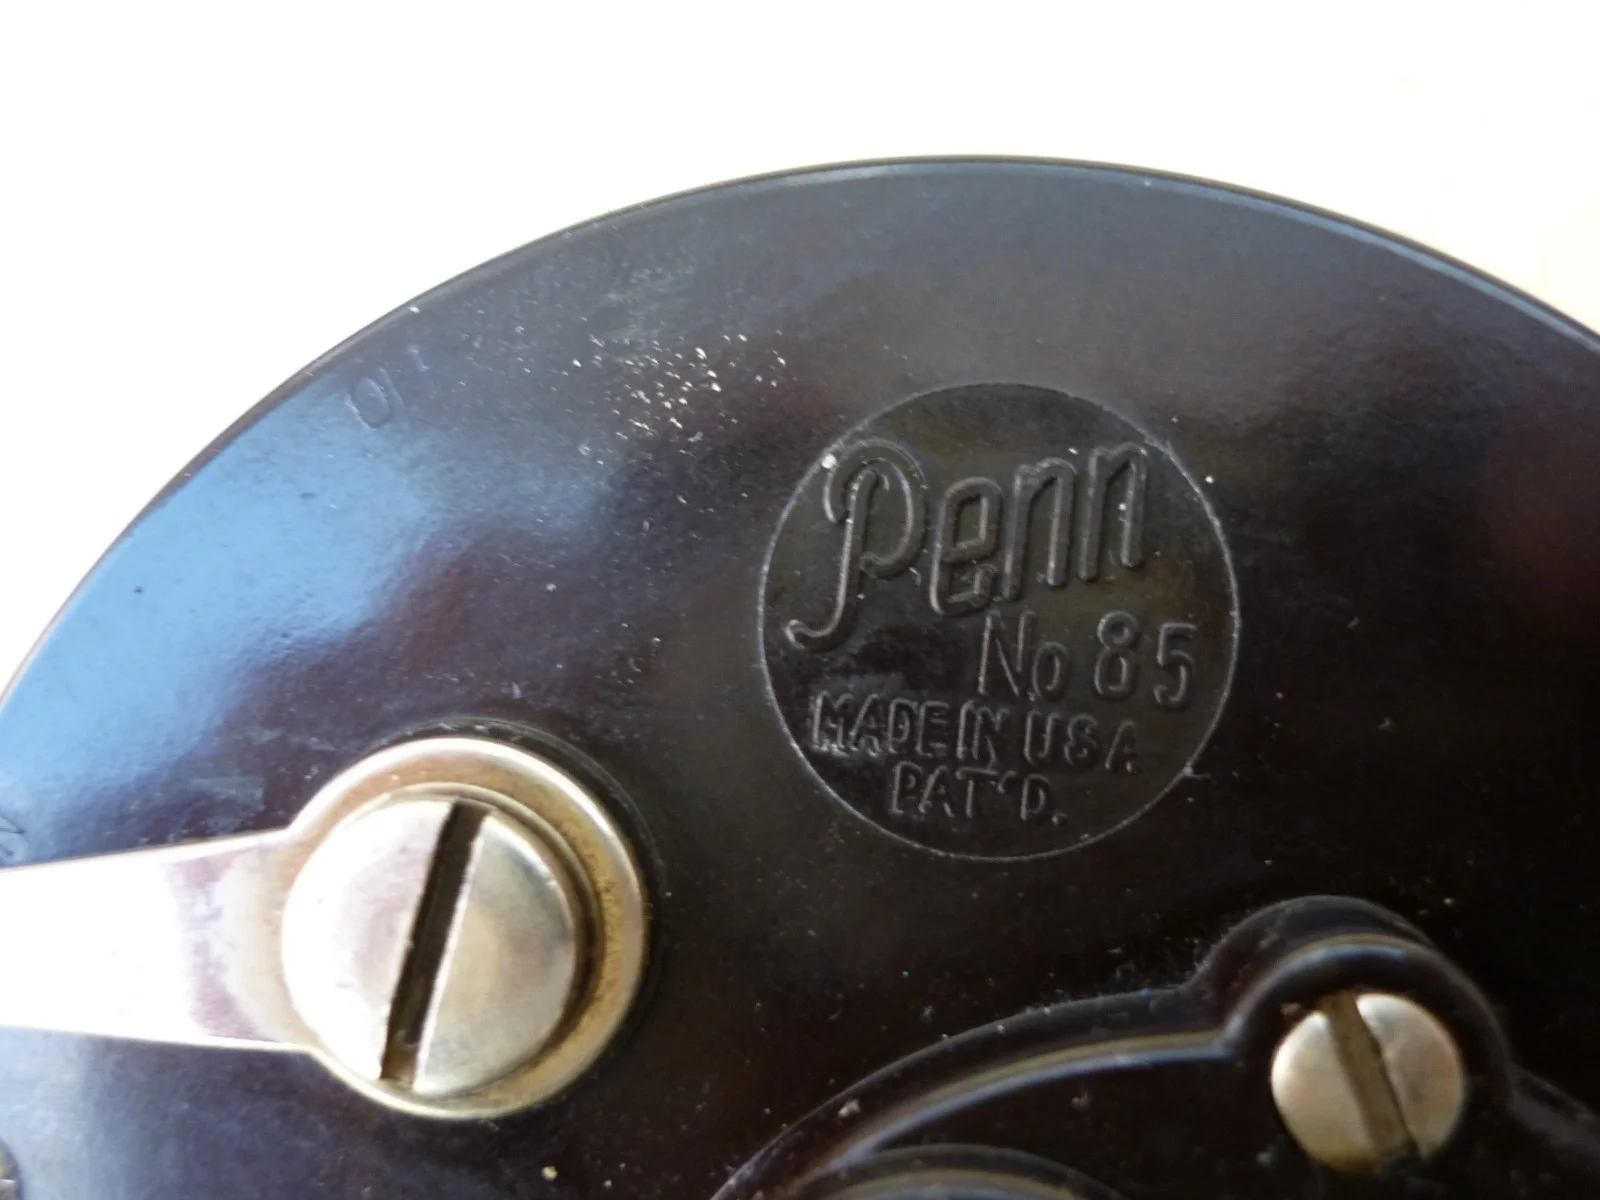 Penn
No 85
MADE IN USA
PAT'D.